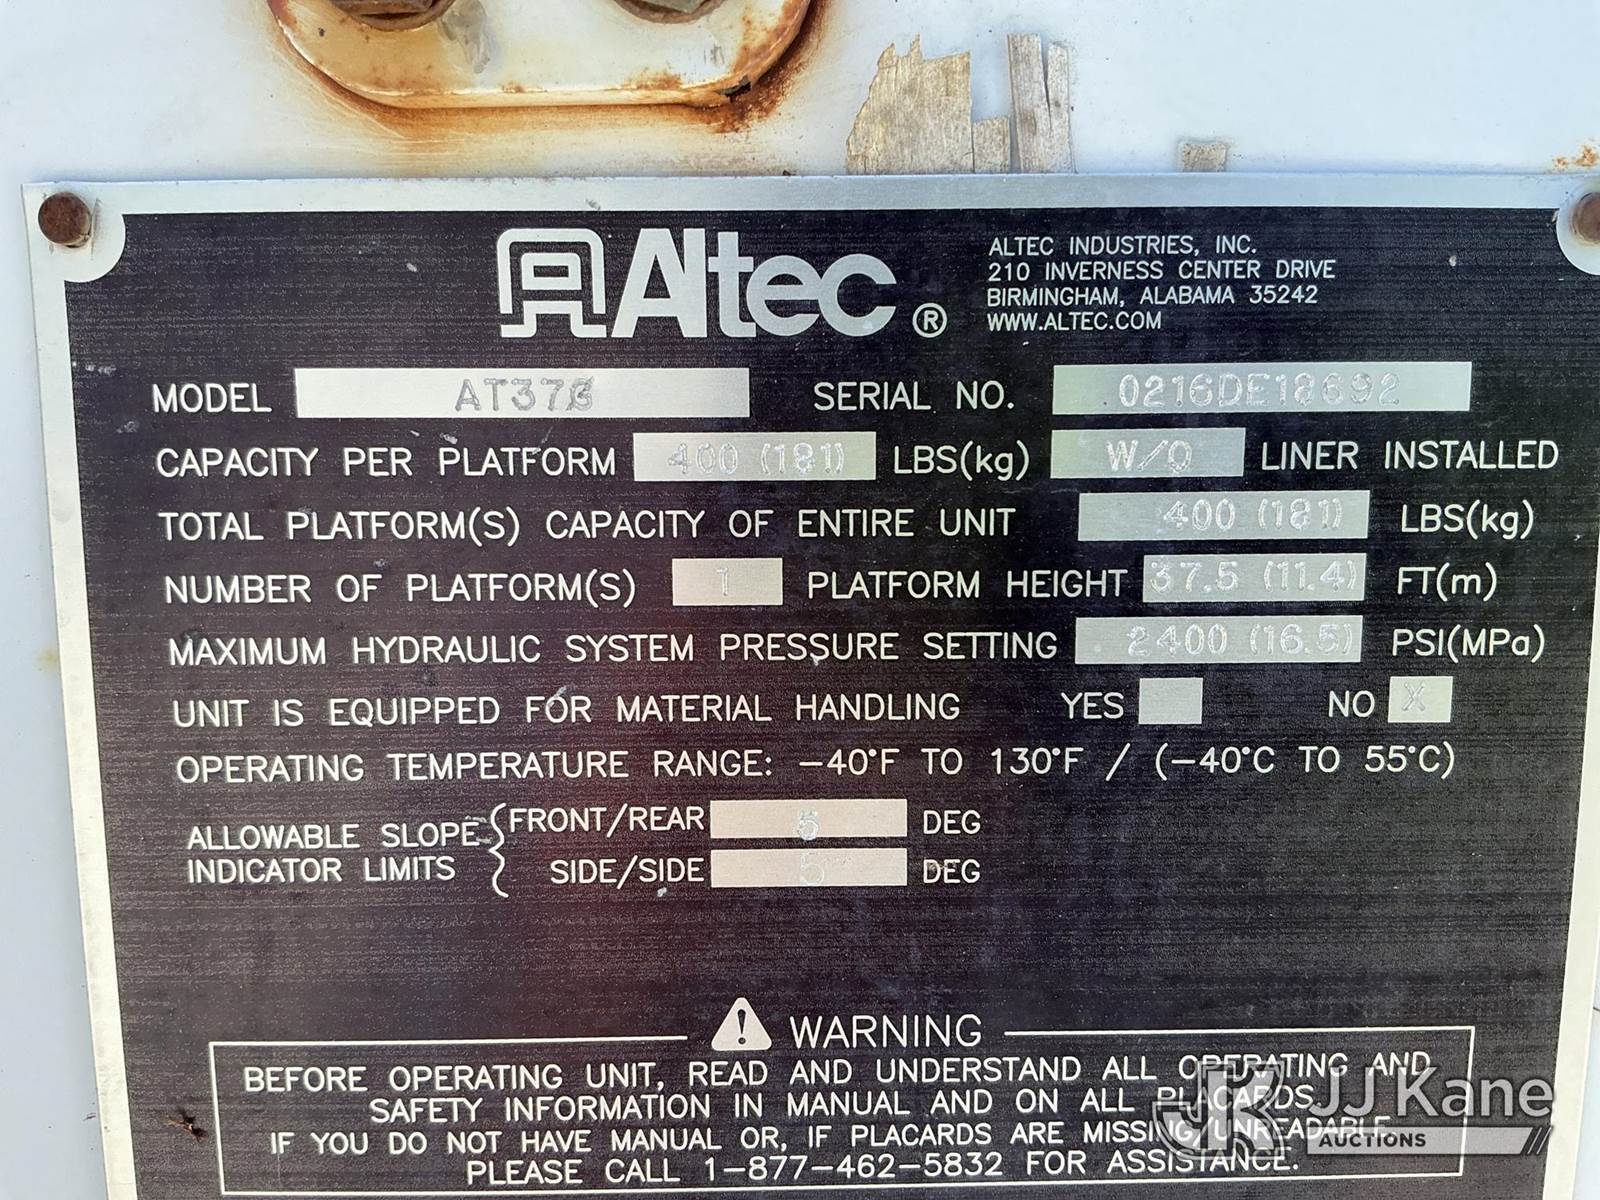 Altec®
ALTEC INDUSTRIES, INC.
210 INVERNESS CENTER DRIVE
BIRMINGHAM, ALABAMA 35242
WWW.ALTEC.COM
MODEL SERIAL NO. 0216DE18692
CAPACITY PER PLATFORM 400 (181) LBS(kg) W/O LINER INSTALLED
TOTAL PLATFORM(S) CAPACITY OF ENTIRE UNIT 400 (181) LBS(kg)
NUMBER OF PLATFORM(S) 1 PLATFORM HEIGHT 37.5 (11.4) FT(m)
MAXIMUM HYDRAULIC SYSTEM PRESSURE SETTING 2400 (16.5) PSI(MPa)
UNIT IS EQUIPPED FOR MATERIAL HANDLING YES NO X
OPERATING TEMPERATURE RANGE: -40°F TO 130°F / (-40°C TO 55°C)
ALLOWABLE SLOPE INDICATOR LIMITS
FRONT/REAR 5 DEG
SIDE/SIDE 5 DEG
WARNING
BEFORE OPERATING UNIT, READ AND UNDERSTAND ALL OPERATING AND
SAFETY INFORMATION IN MANUAL AND ON ALL PLACARDS.
IF YOU DO NOT HAVE MANUAL OR, IF PLACARDS ARE MISSING/UNREADABLE
PLEASE CALL 1-877-462-5832 FOR ASSISTANCE.
JK JJ Kane
AUCTIONS